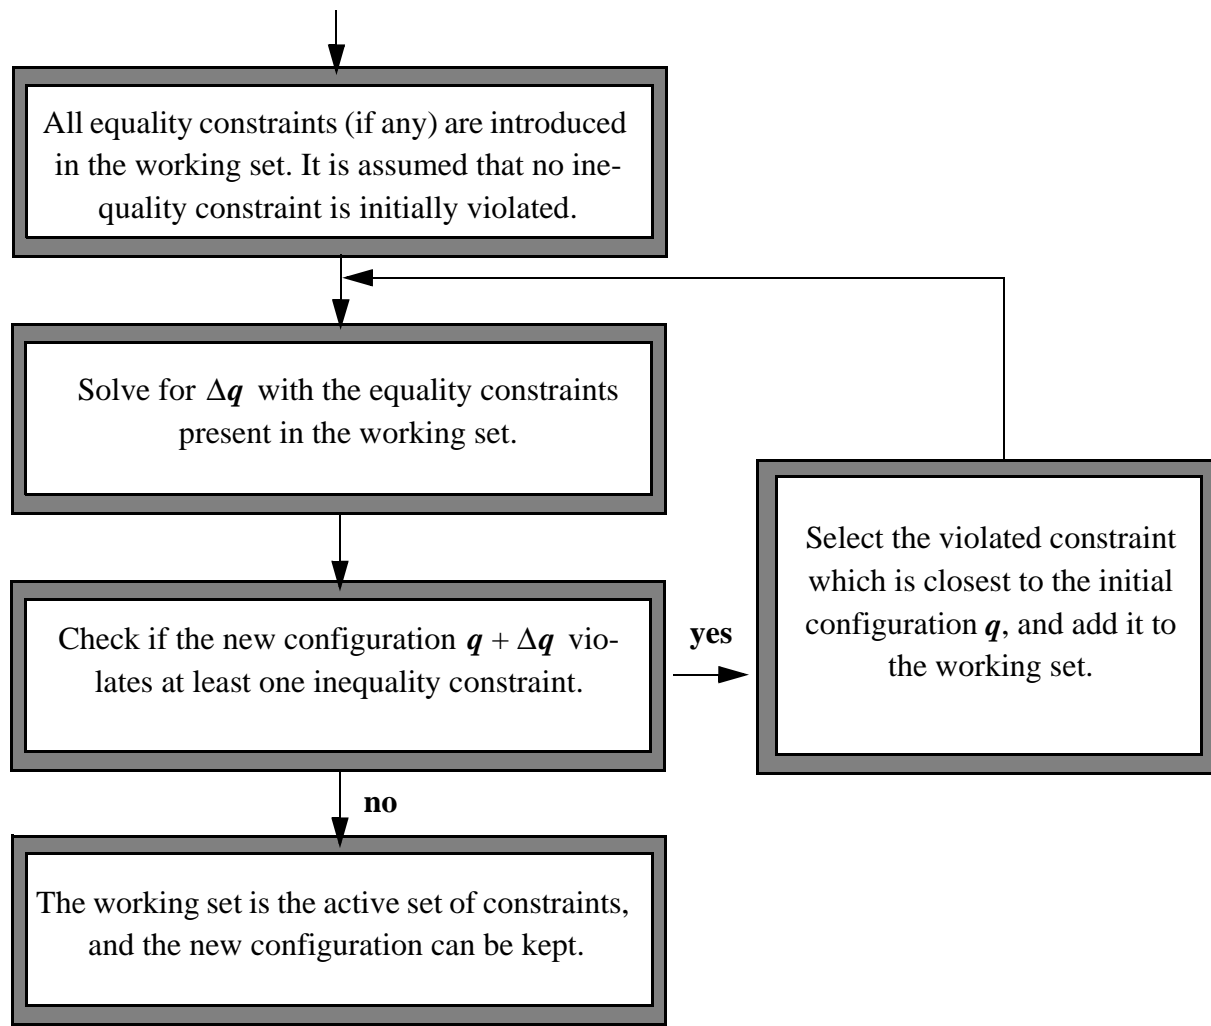 All equality constraints (if any) are introduced
in the working set. It is assumed that no ine-
quality constraint is initially violated.
Solve for Δq with the equality constraints
present in the working set.
Check if the new configuration q + Δq vio-
lates at least one inequality constraint.
yes
Select the violated constraint
which is closest to the initial
configuration q, and add it to
the working set.
no
The working set is the active set of constraints,
and the new configuration can be kept.